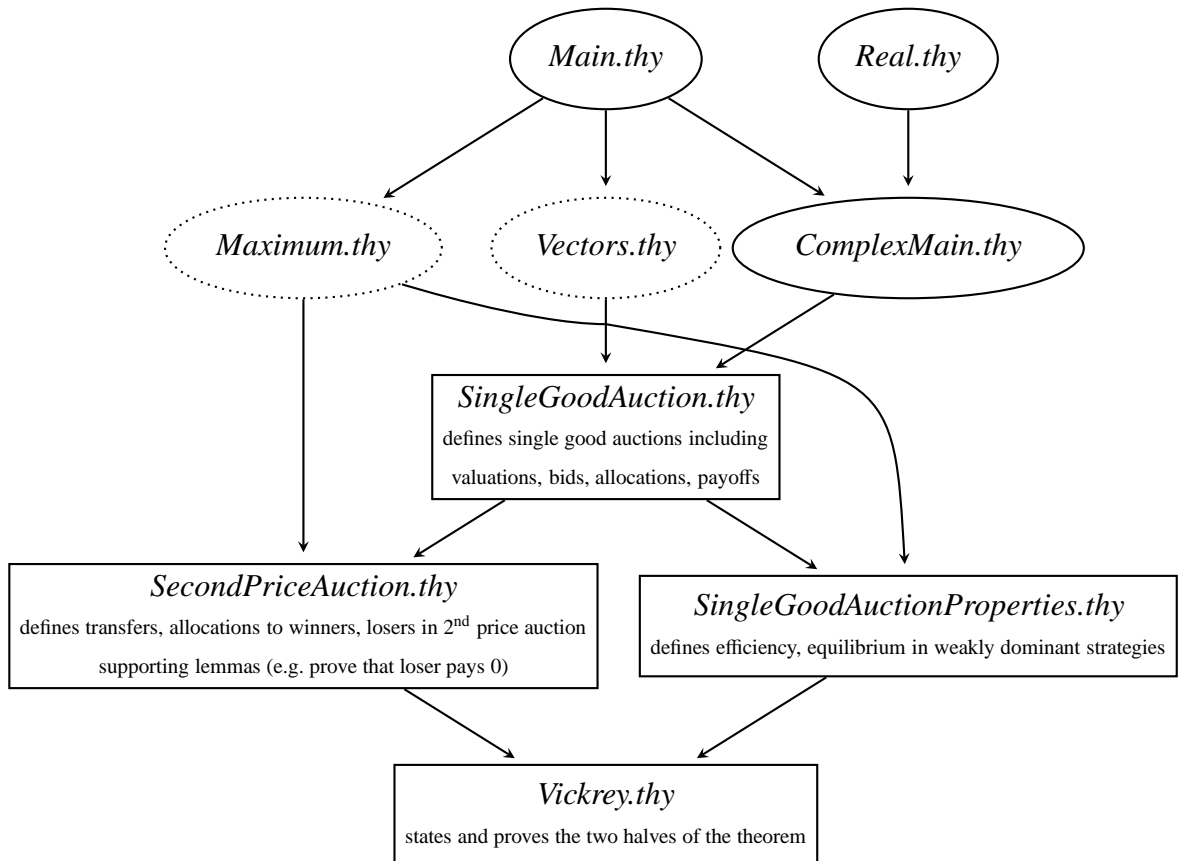 Main.thy
Real.thy
Maximum.thy
Vectors.thy
ComplexMain.thy
SingleGoodAuction.thy
defines single good auctions including
valuations, bids, allocations, payoffs
SecondPriceAuction.thy
defines transfers, allocations to winners, losers in 2nd price auction
supporting lemmas (e.g. prove that loser pays 0)
SingleGoodAuctionProperties.thy
defines efficiency, equilibrium in weakly dominant strategies
Vickrey.thy
states and proves the two halves of the theorem